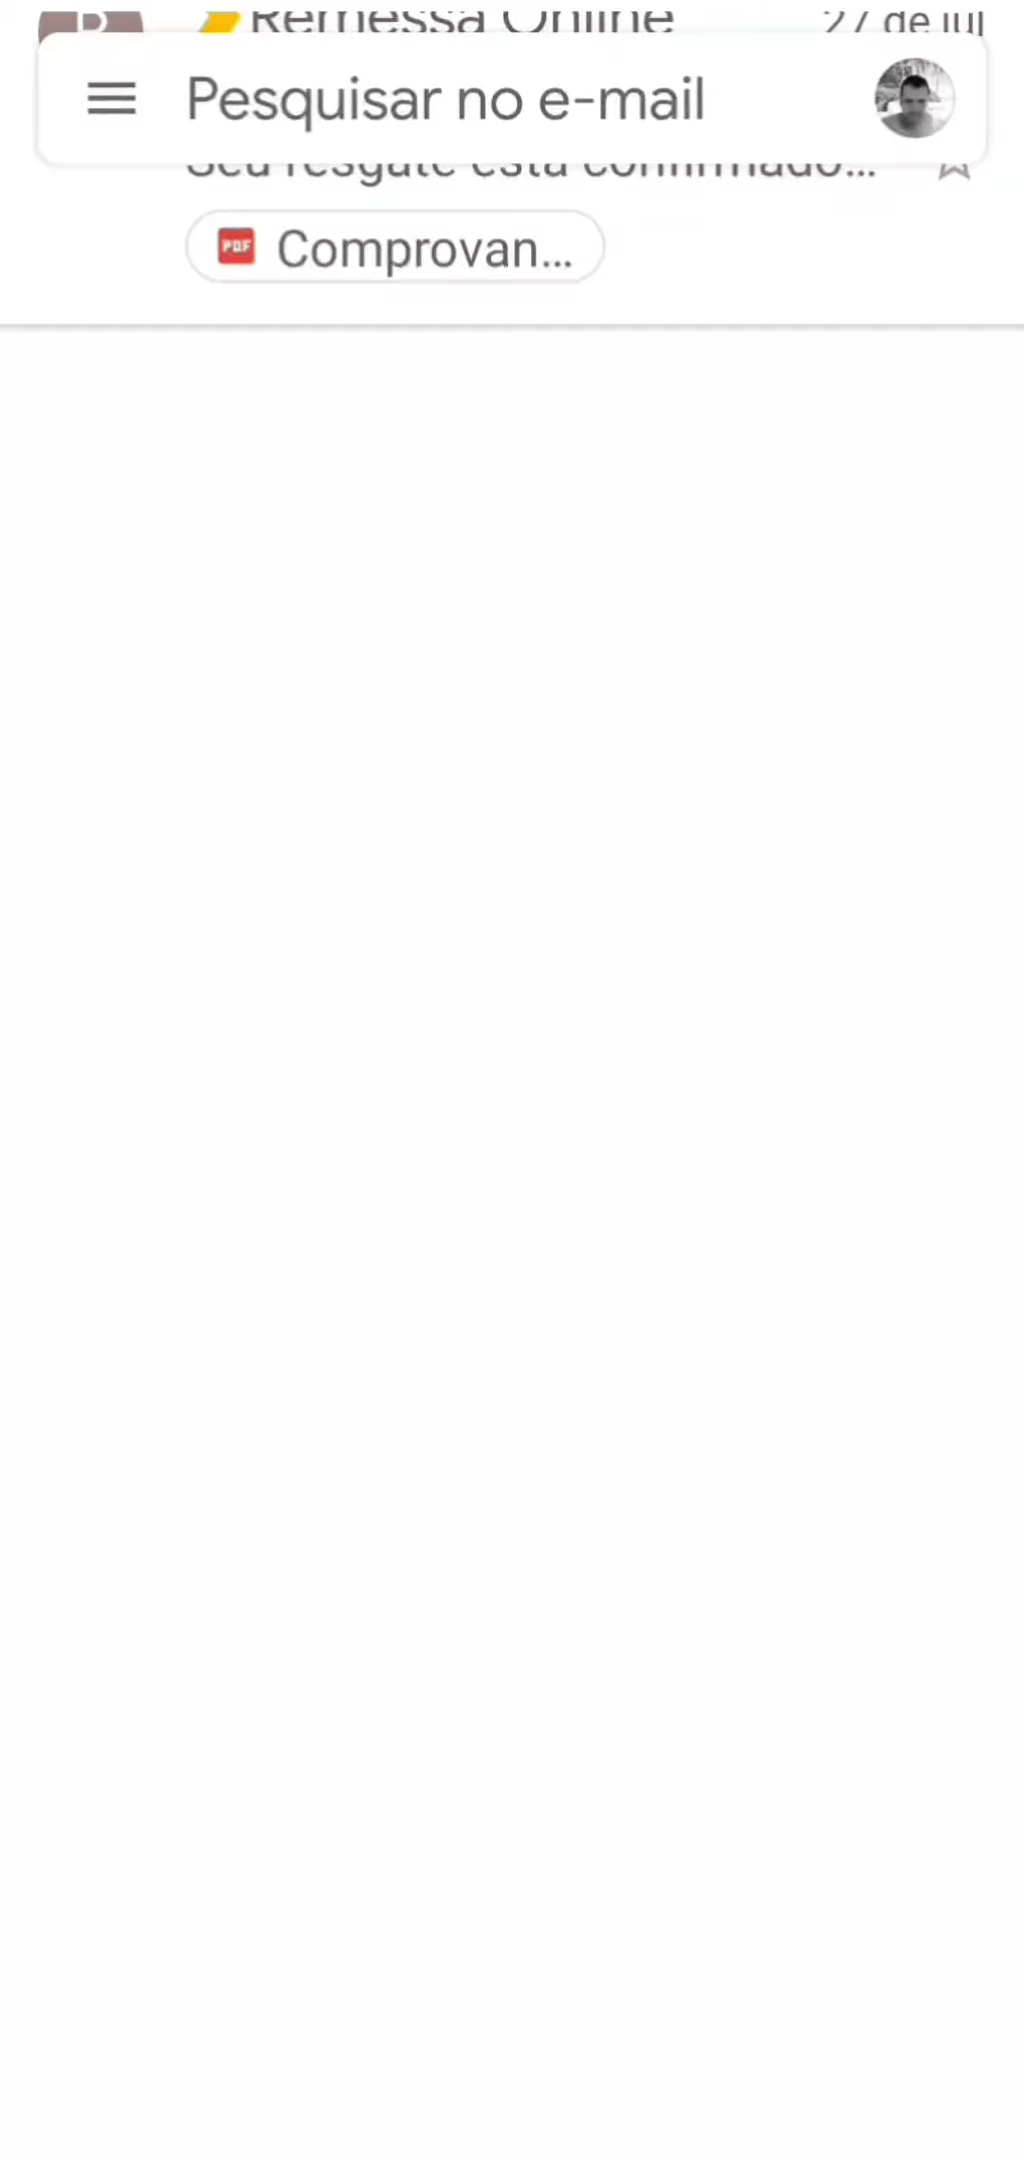 R Remessa Online 27 de jul
Pesquisar no e-mail
Seu resgate está confirmado...
PDF Comprovan...